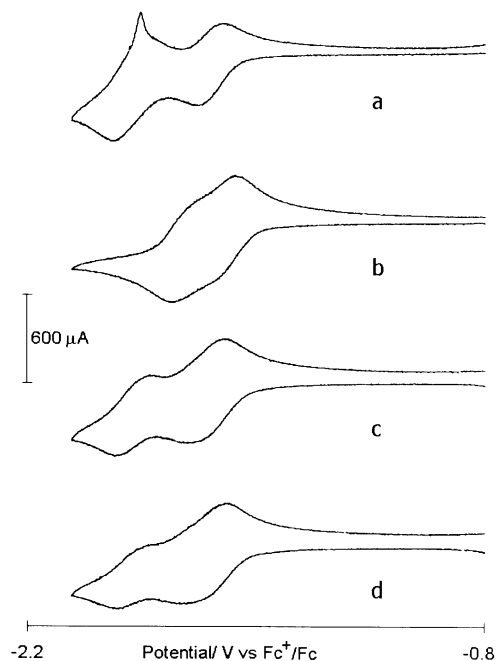 a
b
600 μA
c
d
-2.2 Potential/ V vs Fc⁺/Fc -0.8